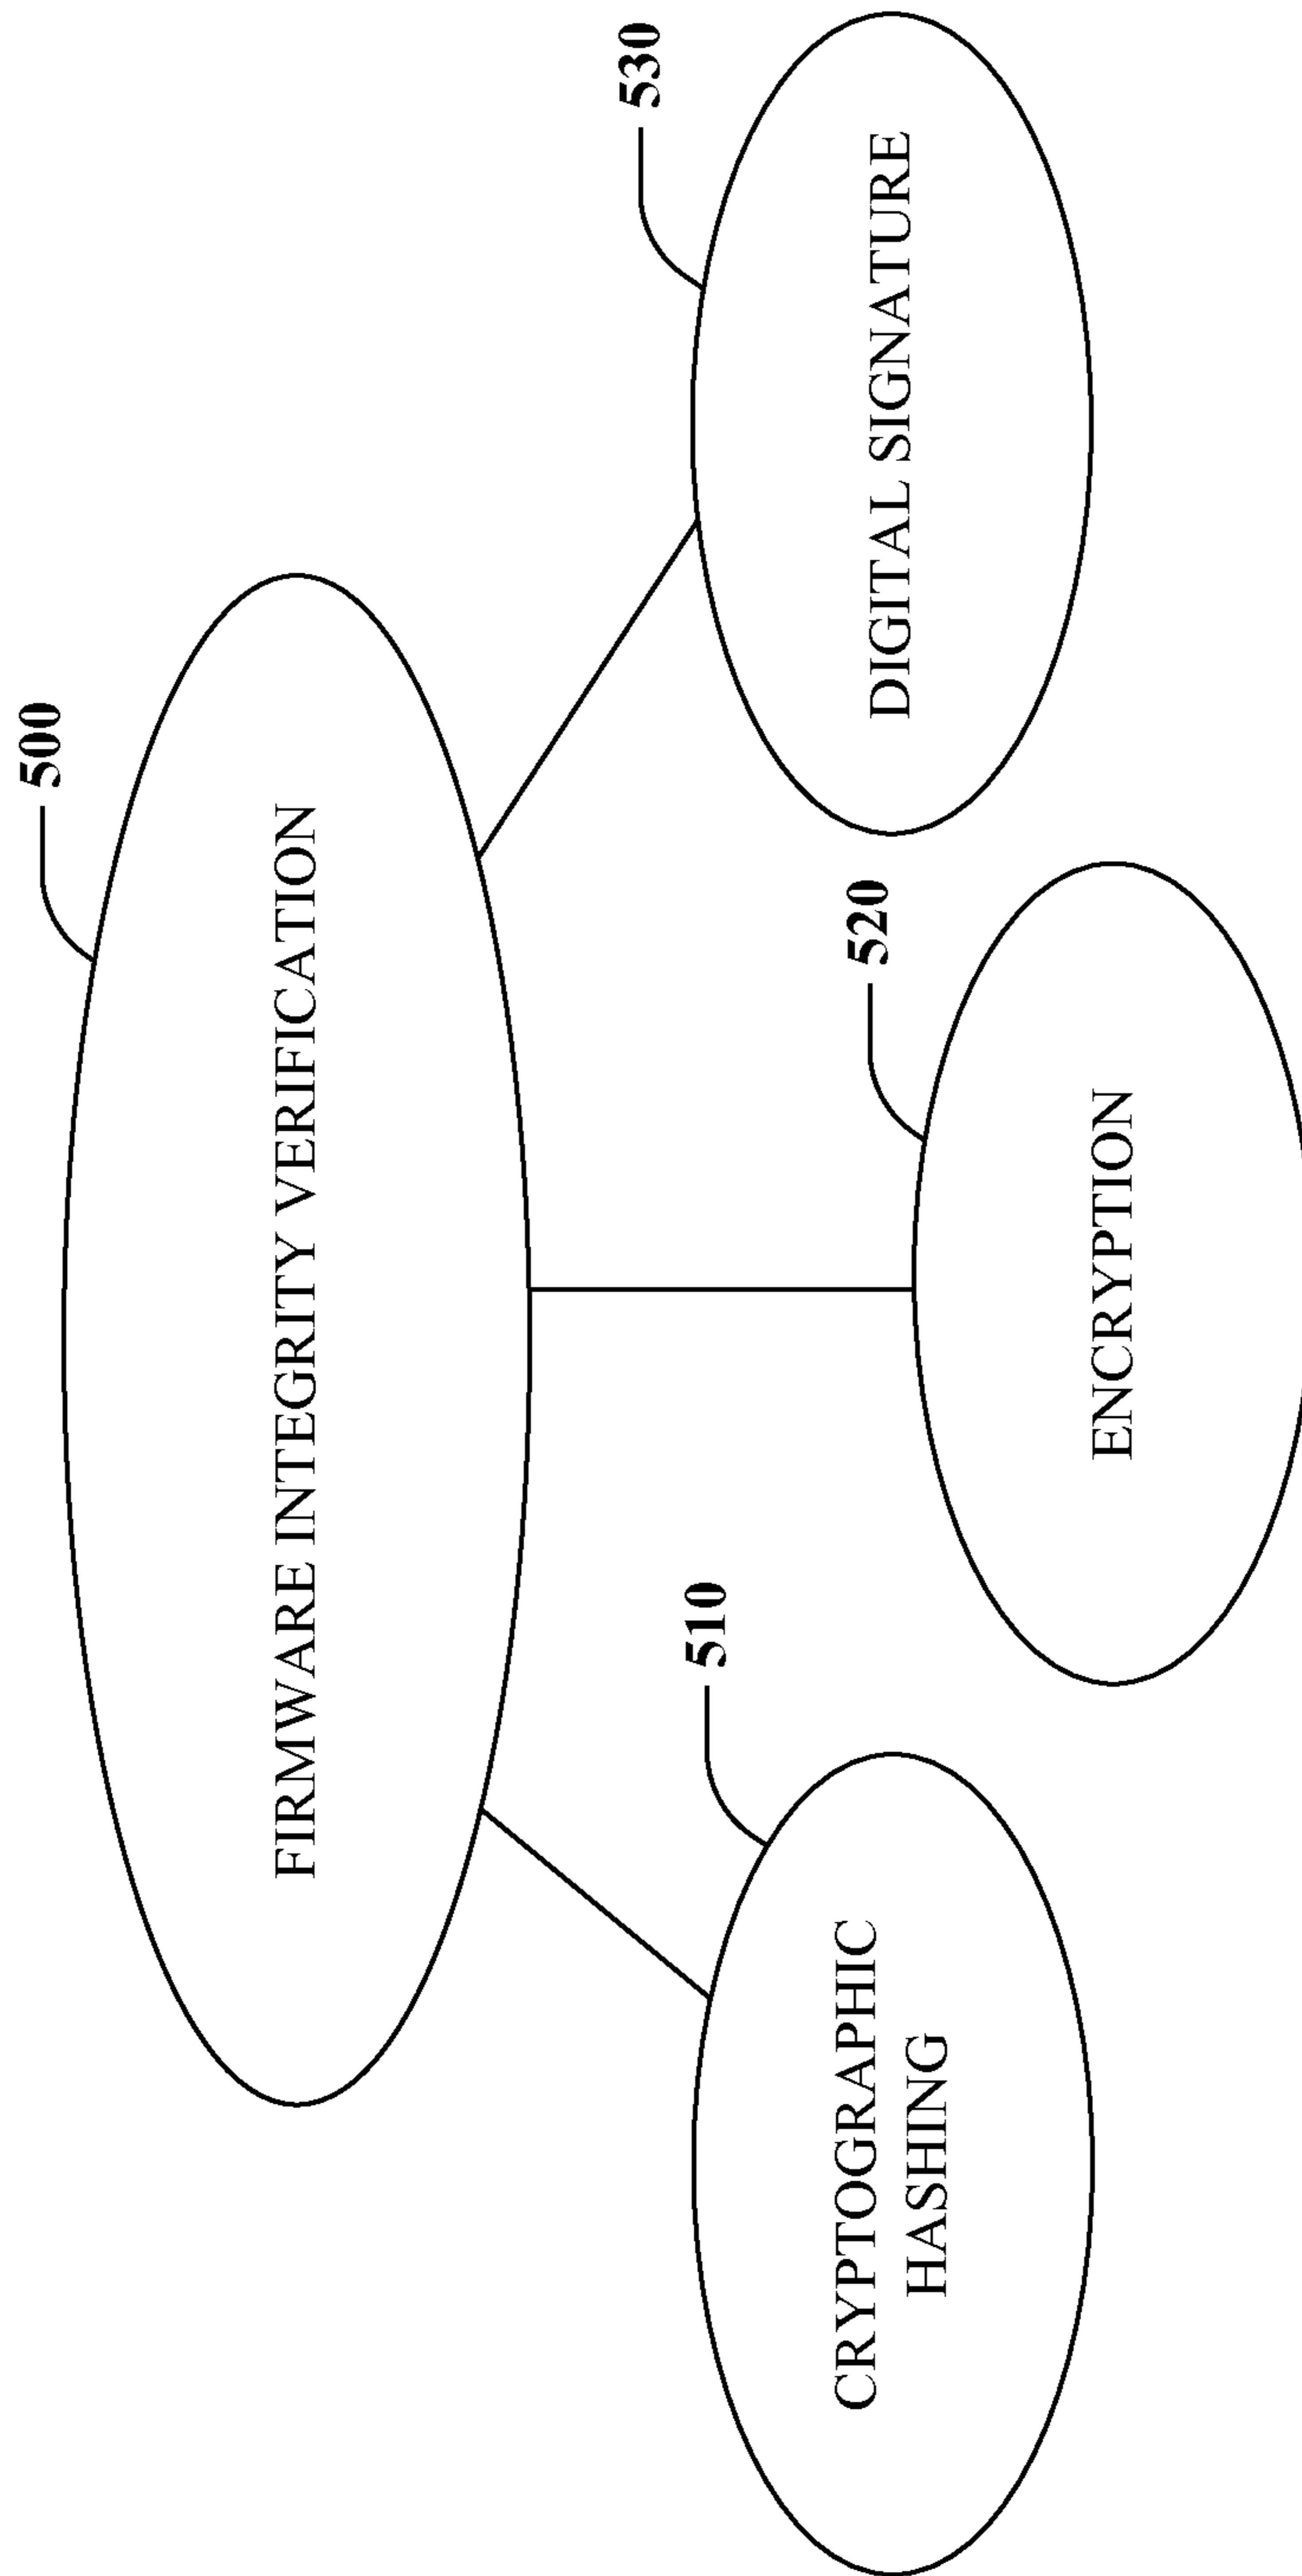 500
FIRMWARE INTEGRITY VERIFICATION
510
CRYPTOGRAPHIC
HASHING
520
ENCRYPTION
530
DIGITAL SIGNATURE